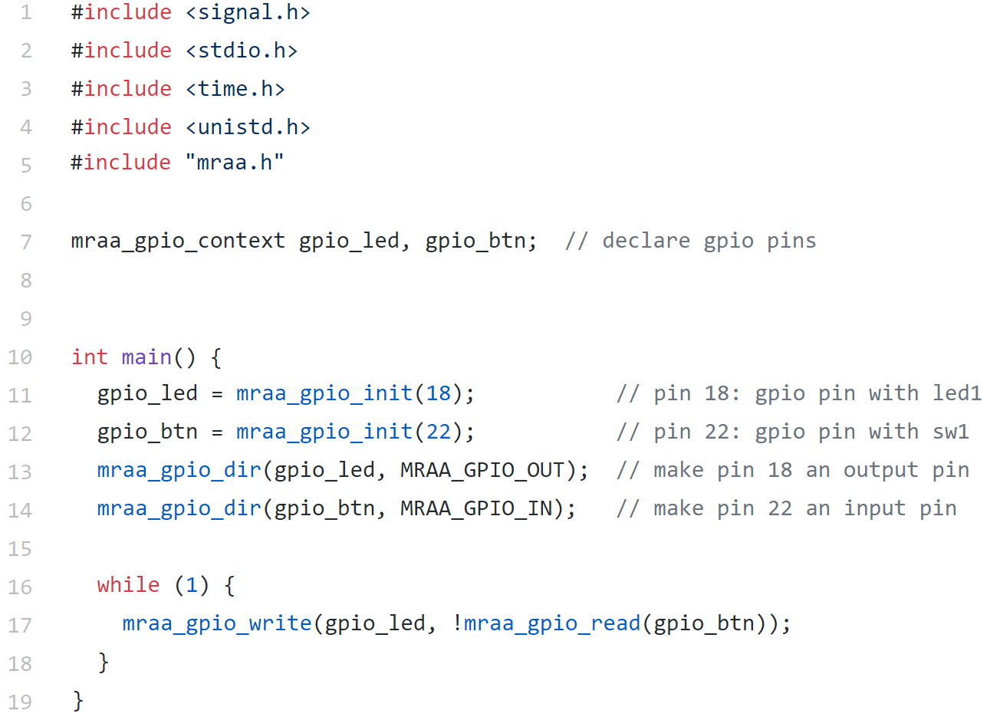 1 #include <signal.h>
2 #include <stdio.h>
3 #include <time.h>
4 #include <unistd.h>
5 #include "mraa.h"
6
7 mraa_gpio_context gpio_led, gpio_btn;  // declare gpio pins
8
9
10 int main() {
11   gpio_led = mraa_gpio_init(18);           // pin 18: gpio pin with led1
12   gpio_btn = mraa_gpio_init(22);           // pin 22: gpio pin with sw1
13   mraa_gpio_dir(gpio_led, MRAA_GPIO_OUT);  // make pin 18 an output pin
14   mraa_gpio_dir(gpio_btn, MRAA_GPIO_IN);   // make pin 22 an input pin
15
16   while (1) {
17     mraa_gpio_write(gpio_led, !mraa_gpio_read(gpio_btn));
18   }
19 }